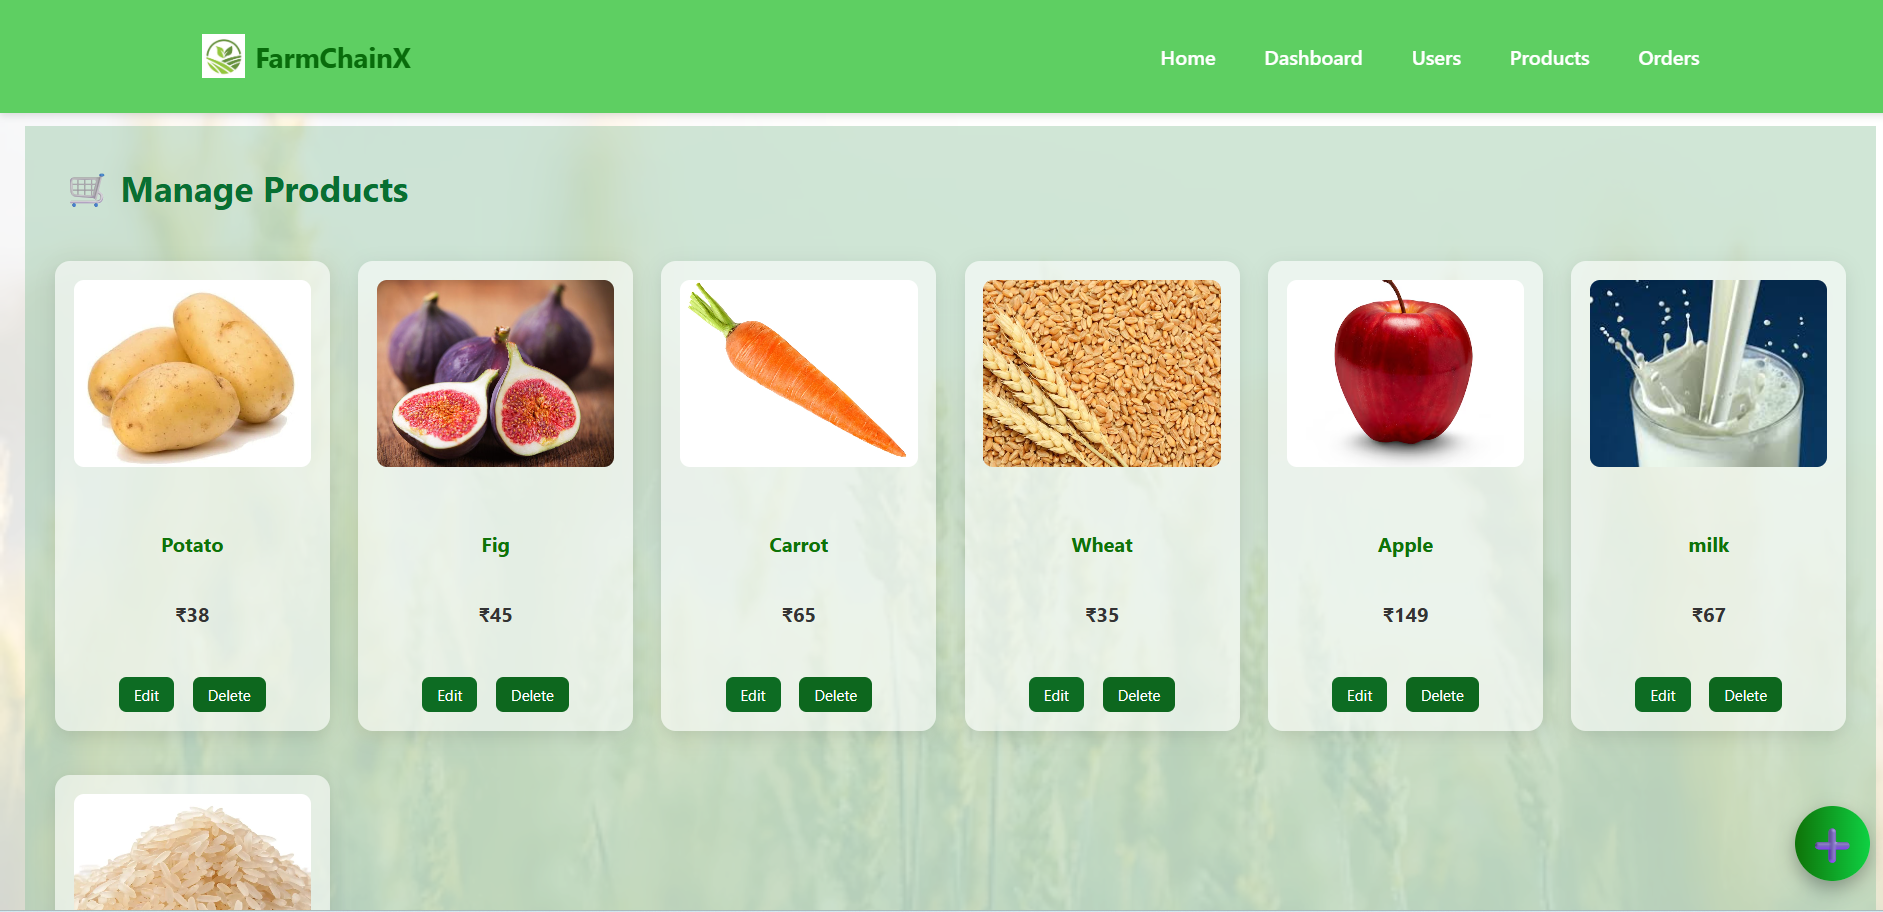 FarmChainX
Home Dashboard Users Products Orders
Manage Products
Potato Fig Carrot Wheat Apple milk
₹38 ₹45 ₹65 ₹35 ₹149 ₹67
Edit Delete Edit Delete Edit Delete Edit Delete Edit Delete Edit Delete